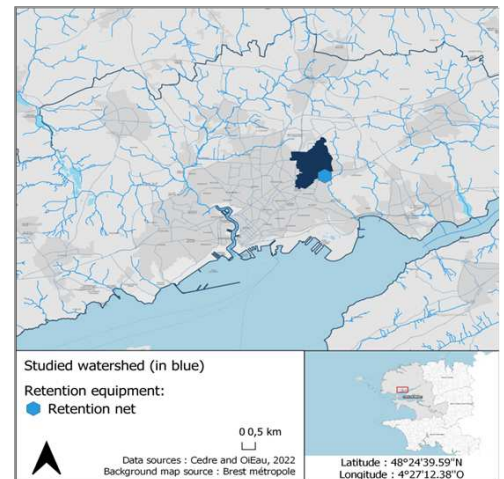 Studied watershed (in blue)
Retention equipment:
Retention net
0 0,5 km
Data sources : Cedre and OiEau, 2022
Background map source : Brest métropole
Latitude : 48°24'39.59"N
Longitude : 4°27'12.38"O